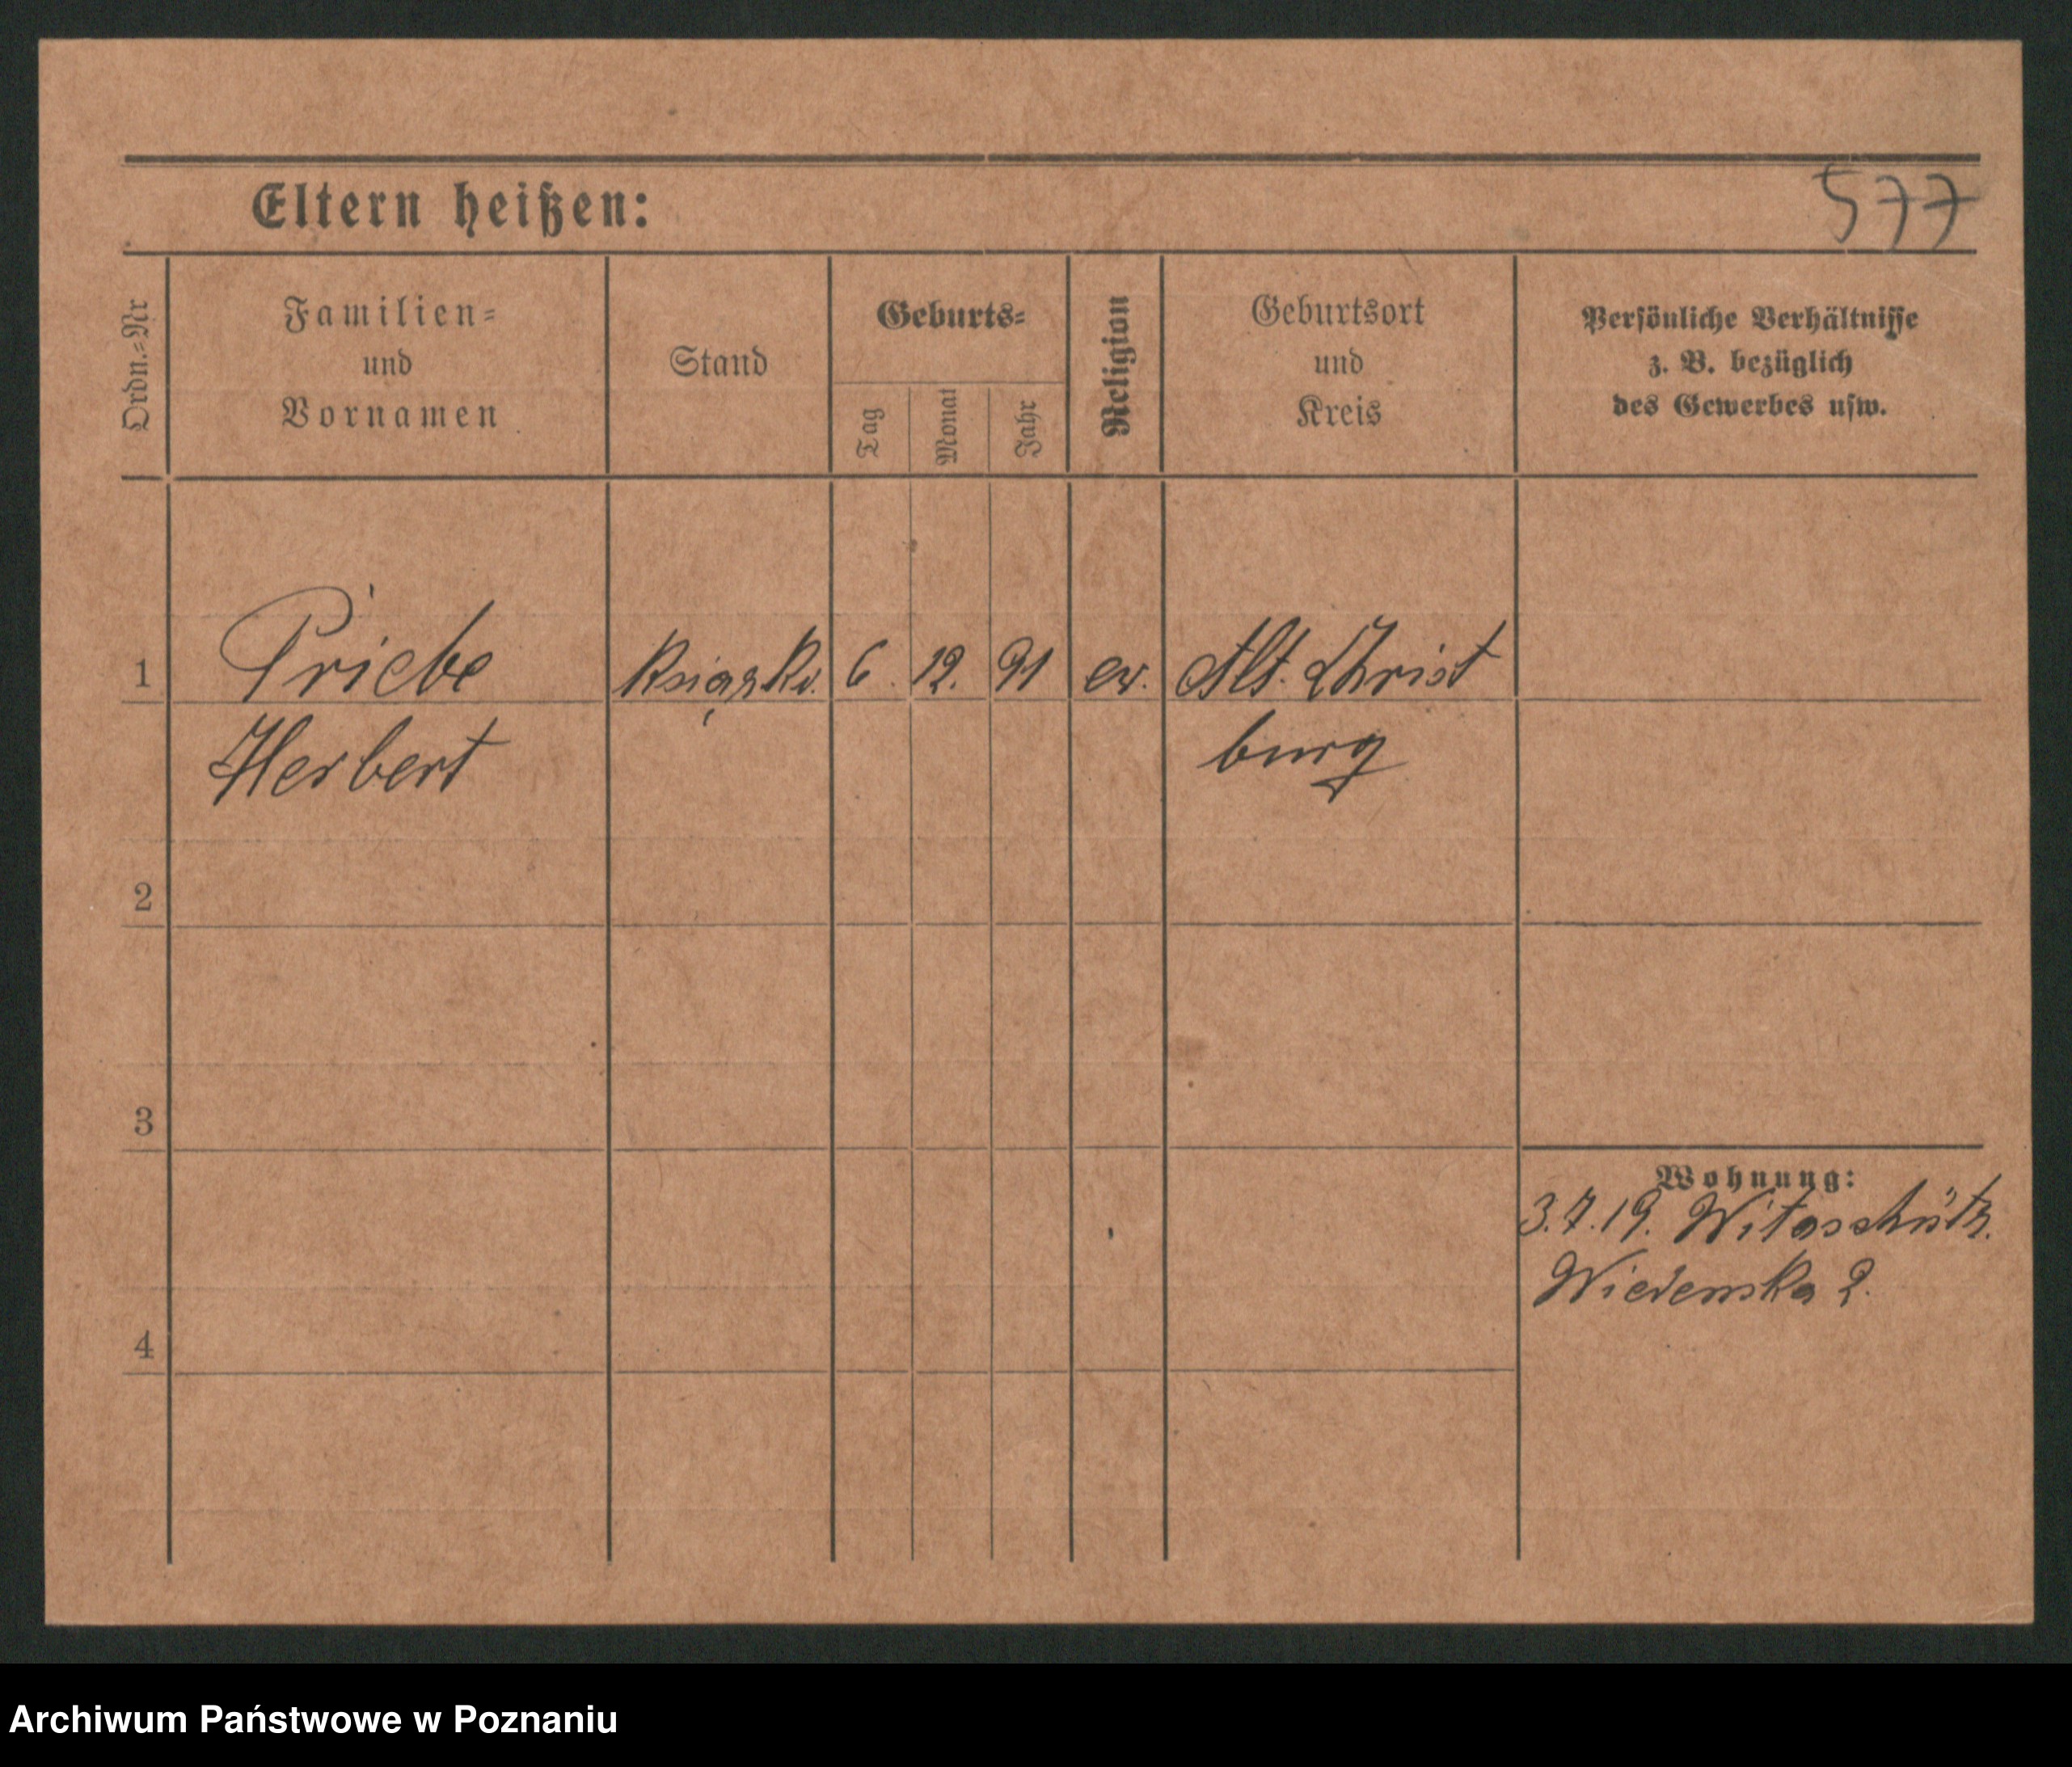 Eltern heißen:
577
Ordn.=Nr
Familien=
und
Vornamen
Stand
Geburts=
Tag
Monat
Jahr
Religion
Geburtsort
und
Kreis
Persönliche Verhältnisse
z. B. bezüglich
des Gewerbes usw.
1
Priebe
Herbert
6. 12. 91
ev.
Alt. Christ
burg
2
3
4
Wohnung:
3.7.19. Witaschütz.
Wiedenska 2.
Archiwum Państwowe w Poznaniu